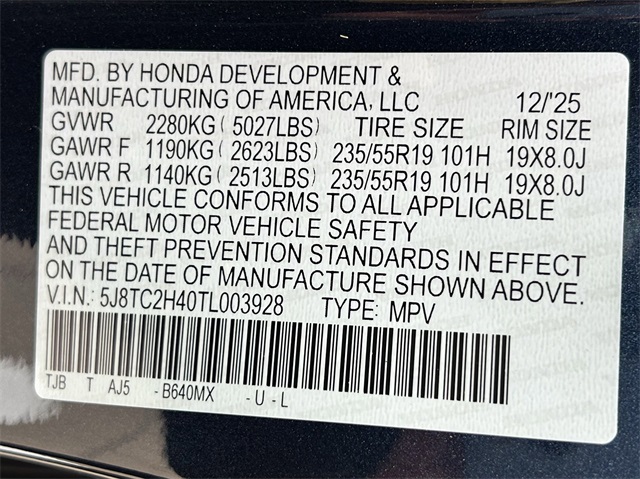 MFD. BY HONDA DEVELOPMENT &
MANUFACTURING OF AMERICA, LLC 12/'25
GVWR 2280KG ( 5027LBS) TIRE SIZE RIM SIZE
GAWR F 1190KG ( 2623LBS) 235/55R19 101H 19X8.0J
GAWR R 1140KG ( 2513LBS) 235/55R19 101H 19X8.0J
THIS VEHICLE CONFORMS TO ALL APPLICABLE
FEDERAL MOTOR VEHICLE SAFETY
AND THEFT PREVENTION STANDARDS IN EFFECT
ON THE DATE OF MANUFACTURE SHOWN ABOVE.
V.I.N.: 5J8TC2H40TL003928 TYPE: MPV
TJB T AJ5 - B640MX - U - L